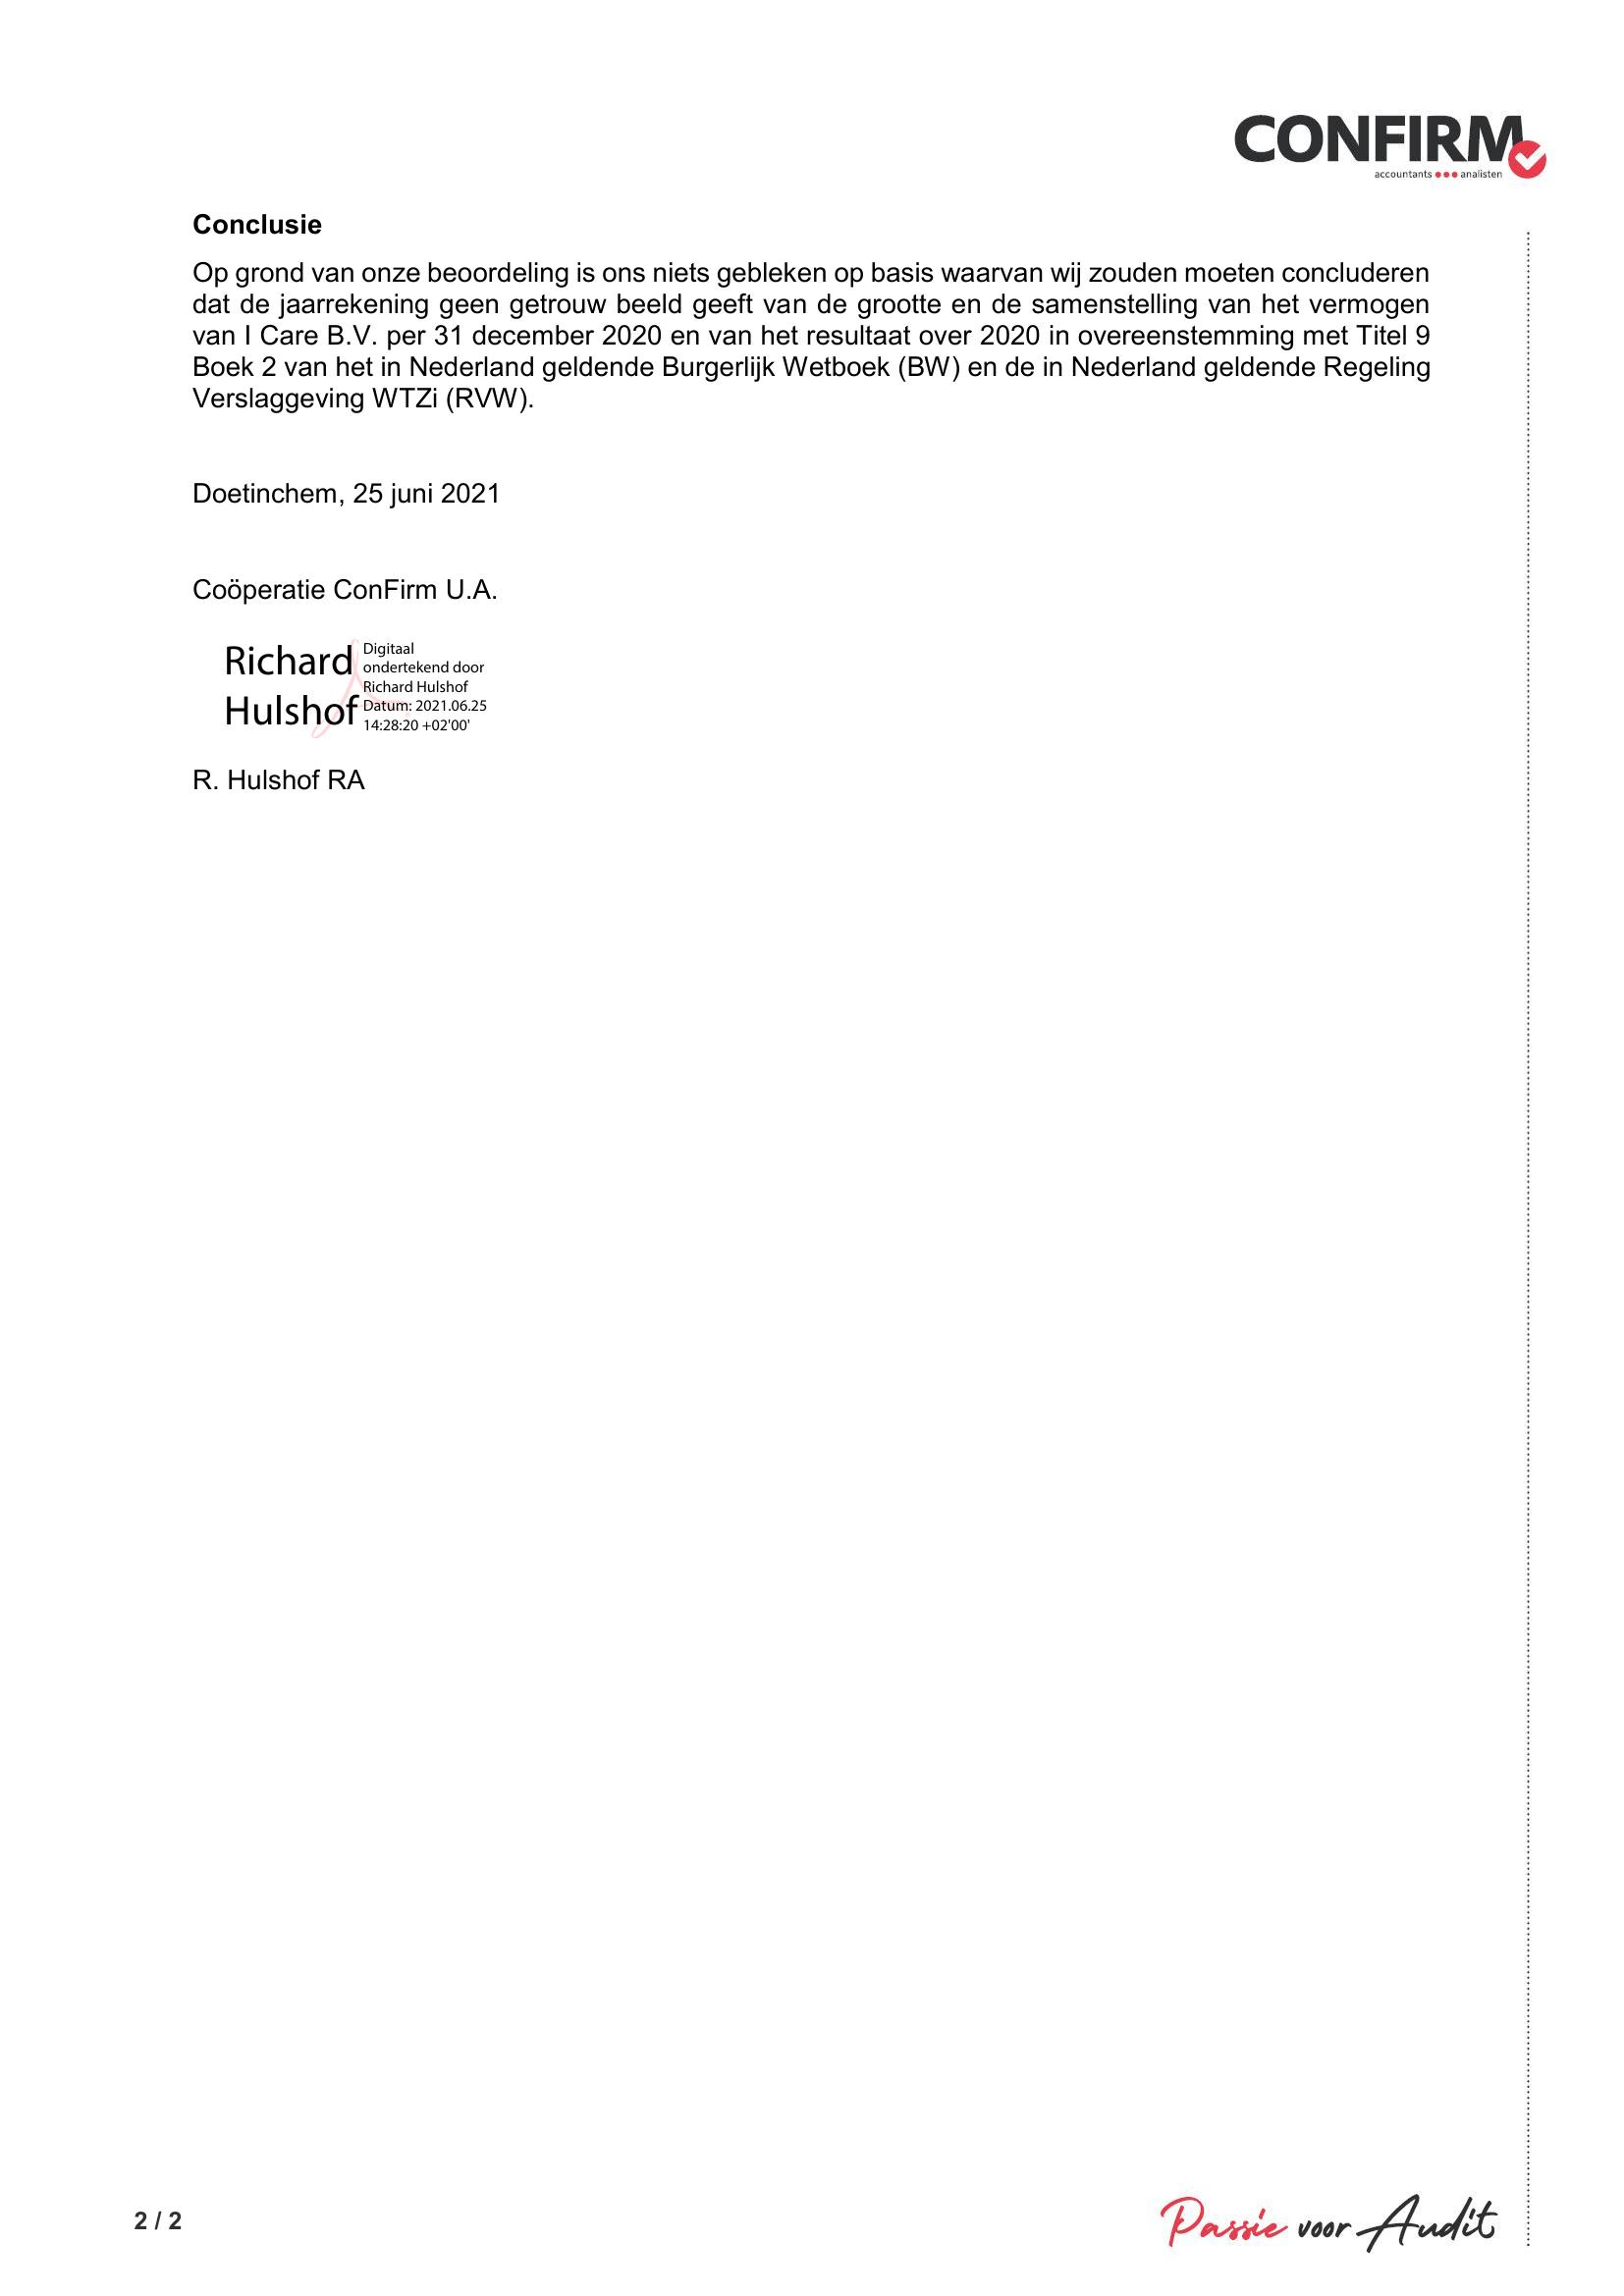 CONFIRM
accountants ●●● analisten
Conclusie
Op grond van onze beoordeling is ons niets gebleken op basis waarvan wij zouden moeten concluderen
dat de jaarrekening geen getrouw beeld geeft van de grootte en de samenstelling van het vermogen
van I Care B.V. per 31 december 2020 en van het resultaat over 2020 in overeenstemming met Titel 9
Boek 2 van het in Nederland geldende Burgerlijk Wetboek (BW) en de in Nederland geldende Regeling
Verslaggeving WTZi (RVW).
Doetinchem, 25 juni 2021
Coöperatie ConFirm U.A.
Richard
Hulshof
Digitaal
ondertekend door
Richard Hulshof
Datum: 2021.06.25
14:28:20 +02'00'
R. Hulshof RA
2 / 2
Passie voor Audit